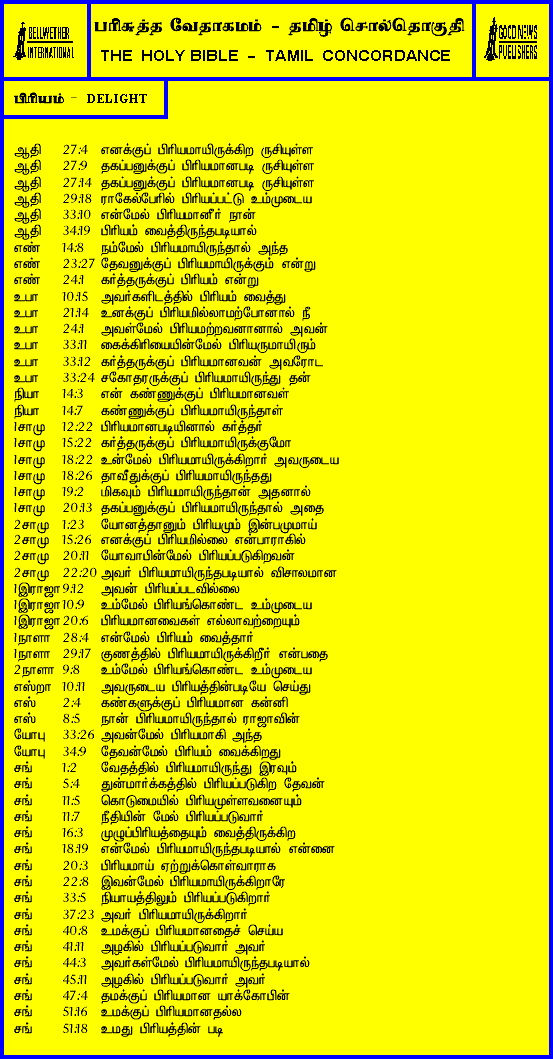 பரிசுத்த வேதாகமம் - தமிழ் சொல்தொகுதி
BELLWETHER INTERNATIONAL
THE HOLY BIBLE - TAMIL CONCORDANCE
GOOD NEWS PUBLISHERS
பிரியம் - DELIGHT
ஆதி 27:4 எனக்குப் பிரியமாயிருக்கிற ருசியுள்ள
ஆதி 27:9 தகப்பனுக்குப் பிரியமானபடி ருசியுள்ள
ஆதி 27:14 தகப்பனுக்குப் பிரியமானபடி ருசியுள்ள
ஆதி 29:18 ராகேல்பேரில் பிரியப்பட்டு உம்முடைய
ஆதி 33:10 என்மேல் பிரியமானீர் நான்
ஆதி 34:19 பிரியம் வைத்திருந்தபடியால்
எண் 14:8 நம்மேல் பிரியமாயிருந்தால் அந்த
எண் 23:27 தேவனுக்குப் பிரியமாயிருக்கும் என்று
எண் 24:1 கர்த்தருக்குப் பிரியம் என்று
உபா 10:15 அவர்களிடத்தில் பிரியம் வைத்து
உபா 21:14 உனக்குப் பிரியமில்லாமற்போனால் நீ
உபா 24:1 அவள்மேல் பிரியமற்றவனானால் அவன்
உபா 33:11 கைக்கிரியையின்மேல் பிரியருமாயிரும்
உபா 33:12 கர்த்தருக்குப் பிரியமானவன் அவரோட
உபா 33:24 சகோதரருக்குப் பிரியமாயிருந்து தன்
நியா 14:3 என் கண்ணுக்குப் பிரியமானவள்
நியா 14:7 கண்ணுக்குப் பிரியமாயிருந்தாள்
1சாமு 12:22 பிரியமானபடியினால் கர்த்தர்
1சாமு 15:22 கர்த்தருக்குப் பிரியமாயிருக்குமோ
1சாமு 18:22 உன்மேல் பிரியமாயிருக்கிறார் அவருடைய
1சாமு 18:26 தாவீதுக்குப் பிரியமாயிருந்தது
1சாமு 19:2 மிகவும் பிரியமாயிருந்தான் அதனால்
1சாமு 20:13 தகப்பனுக்குப் பிரியமாயிருந்தால் அதை
2சாமு 1:23 யோனத்தானும் பிரியமும் இன்பமுமாய்
2சாமு 15:26 எனக்குப் பிரியமில்லை என்பாராகில்
2சாமு 20:11 யோவாபின்மேல் பிரியப்படுகிறவன்
2சாமு 22:20 அவர் பிரியமாயிருந்தபடியால் விசாலமான
1இராஜா 9:12 அவன் பிரியப்படவில்லை
1இராஜா 10:9 உம்மேல் பிரியங்கொண்ட உம்முடைய
1இராஜா 20:6 பிரியமானவைகள் எல்லாவற்றையும்
1நாளா 28:4 என்மேல் பிரியம் வைத்தார்
1நாளா 29:17 குணத்தில் பிரியமாயிருக்கிறீர் என்பதை
2நாளா 9:8 உம்மேல் பிரியங்கொண்ட உம்முடைய
எஸ்றா 10:11 அவருடைய பிரியத்தின்படியே செய்து
எஸ் 2:4 கண்களுக்குப் பிரியமான கன்னி
எஸ் 8:5 நான் பிரியமாயிருந்தால் ராஜாவின்
யோபு 33:26 அவன்மேல் பிரியமாகி அந்த
யோபு 34:9 தேவன்மேல் பிரியம் வைக்கிறது
சங் 1:2 வேதத்தில் பிரியமாயிருந்து இரவும்
சங் 5:4 துன்மார்க்கத்தில் பிரியப்படுகிற தேவன்
சங் 11:5 கொடுமையில் பிரியமுள்ளவனையும்
சங் 11:7 நீதியின் மேல் பிரியப்படுவார்
சங் 16:3 முழுப்பிரியத்தையும் வைத்திருக்கிற
சங் 18:19 என்மேல் பிரியமாயிருந்தபடியால் என்னை
சங் 20:3 பிரியமாய் ஏற்றுக்கொள்வாராக
சங் 22:8 இவன்மேல் பிரியமாயிருக்கிறாரே
சங் 33:5 நியாயத்திலும் பிரியப்படுகிறார்
சங் 37:23 அவர் பிரியமாயிருக்கிறார்
சங் 40:8 உமக்குப் பிரியமானதைச் செய்ய
சங் 41:11 அழகில் பிரியப்படுவார் அவர்
சங் 44:3 அவர்கள்மேல் பிரியமாயிருந்தபடியால்
சங் 45:11 அழகில் பிரியப்படுவார் அவர்
சங் 47:4 தமக்குப் பிரியமான யாக்கோபின்
சங் 51:16 உமக்குப் பிரியமானதல்ல
சங் 51:18 உமது பிரியத்தின் படி